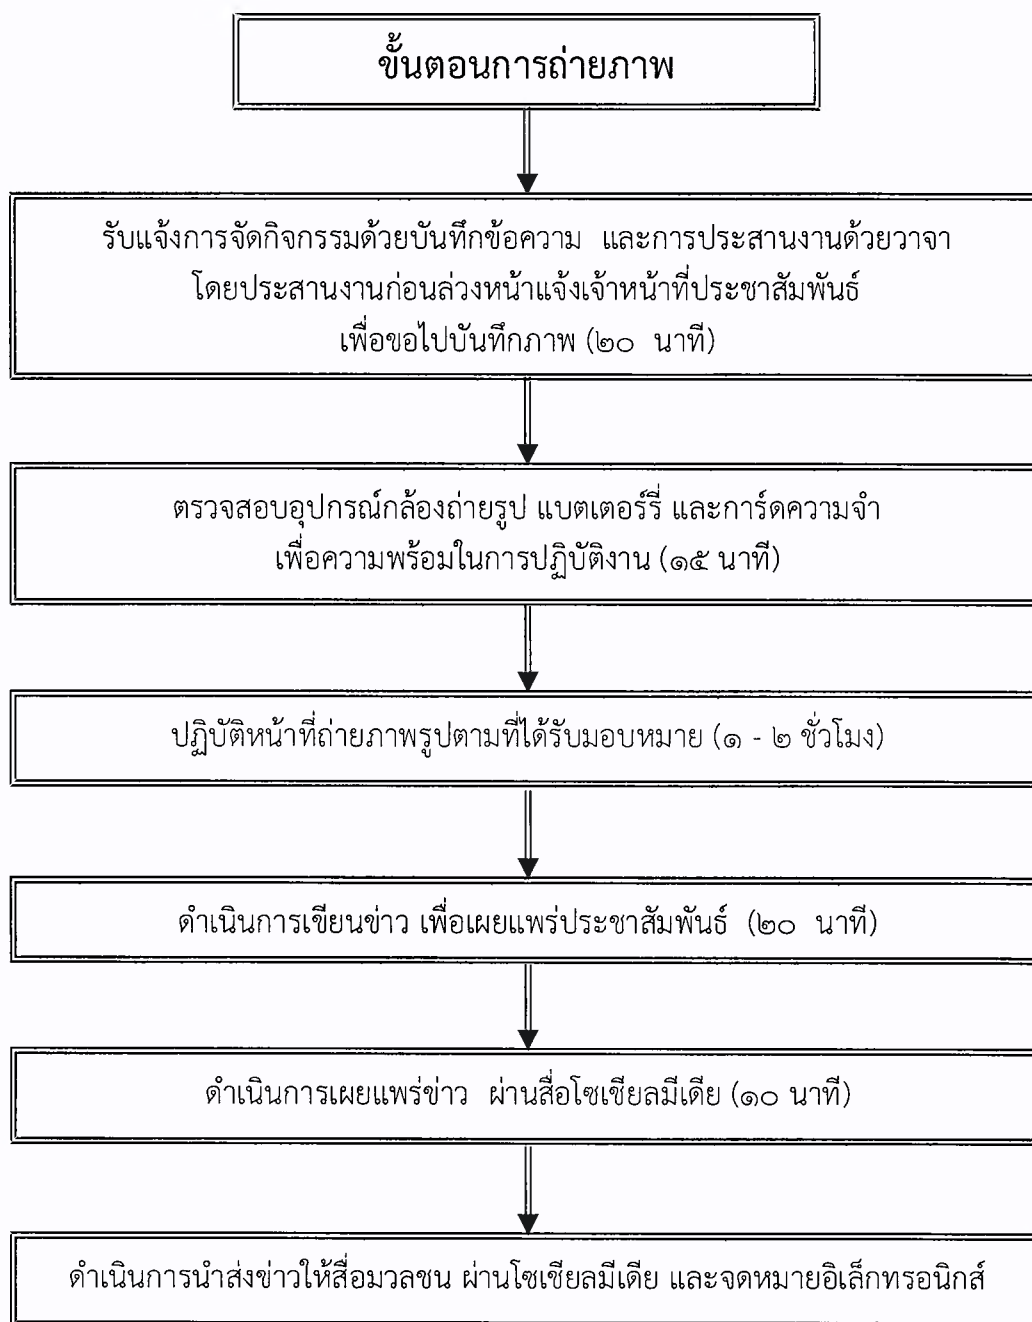 ขั้นตอนการถ่ายภาพ
รับแจ้งการจัดกิจกรรมด้วยบันทึกข้อความ และการประสานงานด้วยวาจา
โดยประสานงานก่อนล่วงหน้าแจ้งเจ้าหน้าที่ประชาสัมพันธ์
เพื่อขอไปบันทึกภาพ (๒๐ นาที)
ตรวจสอบอุปกรณ์กล้องถ่ายรูป แบตเตอร์รี่ และการ์ดความจำ
เพื่อความพร้อมในการปฏิบัติงาน (๑๕ นาที)
ปฏิบัติหน้าที่ถ่ายภาพรูปตามที่ได้รับมอบหมาย (๑ - ๒ ชั่วโมง)
ดำเนินการเขียนข่าว เพื่อเผยแพร่ประชาสัมพันธ์ (๒๐ นาที)
ดำเนินการเผยแพร่ข่าว ผ่านสื่อโซเชียลมีเดีย (๑๐ นาที)
ดำเนินการนำส่งข่าวให้สื่อมวลชน ผ่านโซเชียลมีเดีย และจดหมายอิเล็กทรอนิกส์